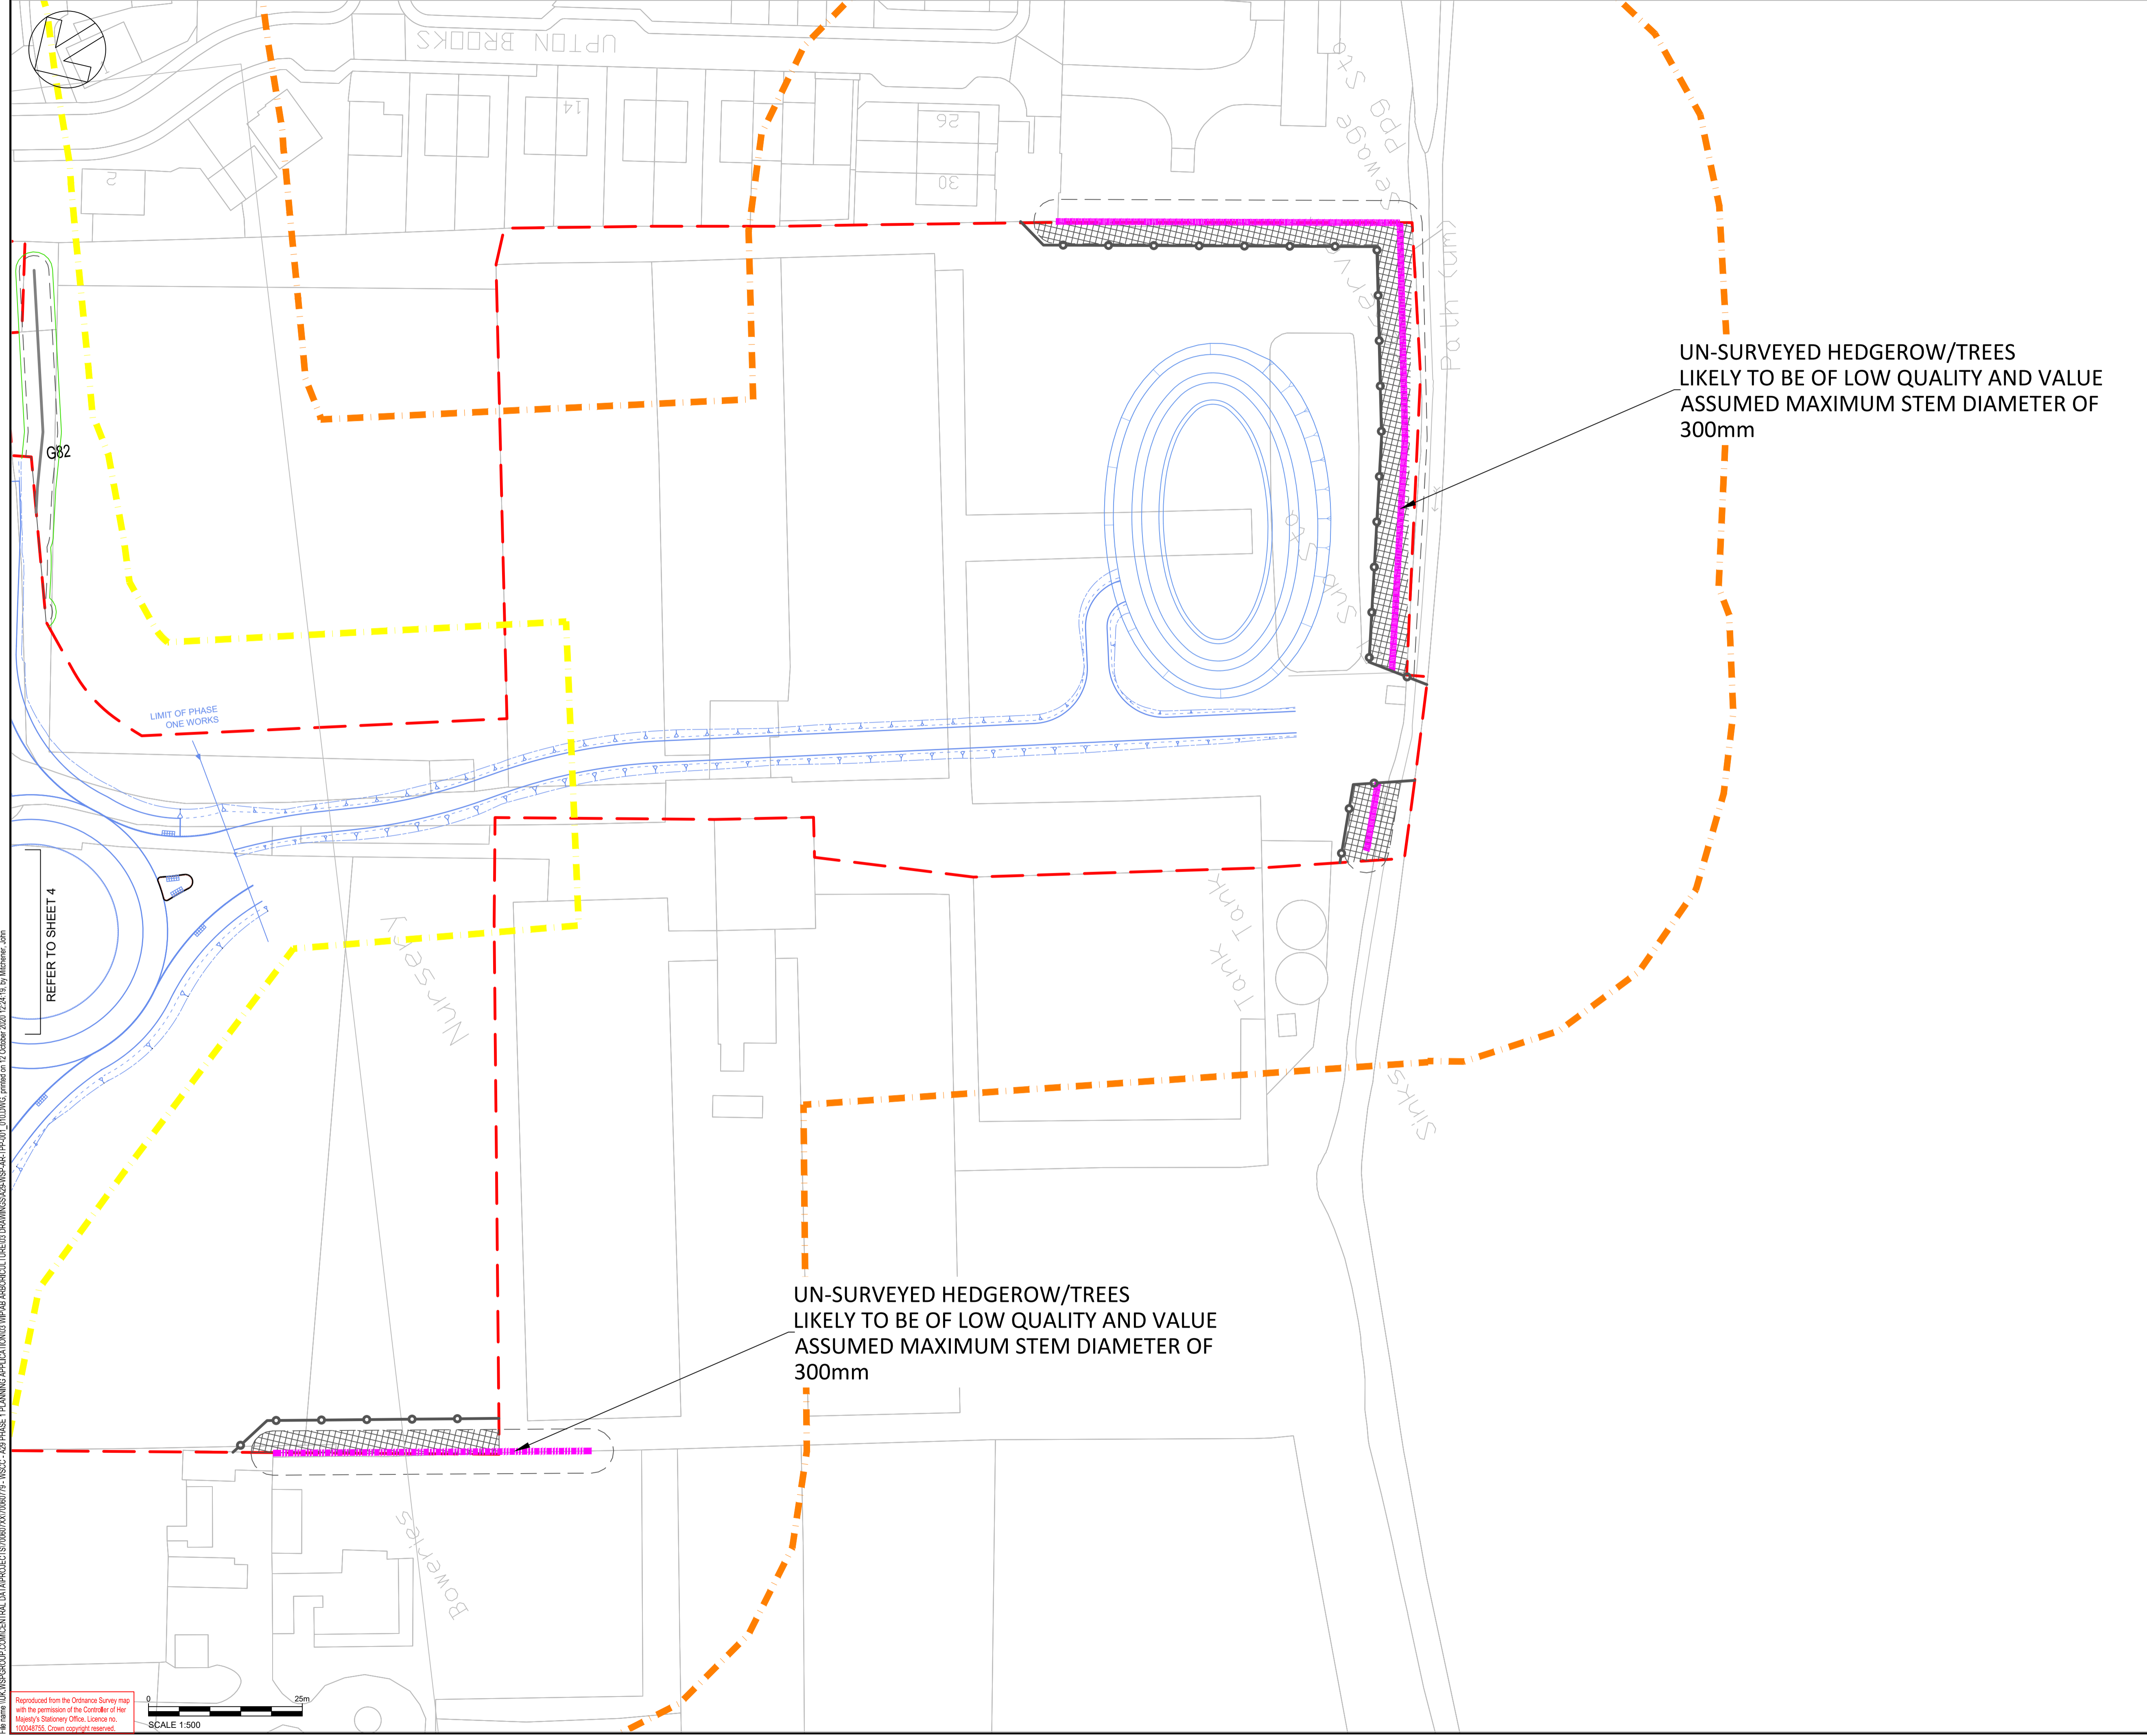 UPTON BROOKS
2
14
26
30
Sewage Stn
Path (um)
G82
UN-SURVEYED HEDGEROW/TREES
LIKELY TO BE OF LOW QUALITY AND VALUE
ASSUMED MAXIMUM STEM DIAMETER OF
300mm
LIMIT OF PHASE
ONE WORKS
REFER TO SHEET 4
Nursery
Tank
Tank
Sinks
UN-SURVEYED HEDGEROW/TREES
LIKELY TO BE OF LOW QUALITY AND VALUE
ASSUMED MAXIMUM STEM DIAMETER OF
300mm
Bowaries
Reproduced from the Ordnance Survey map
with the permission of the Controller of Her
Majesty's Stationery Office, Licence no.
100048755. Crown copyright reserved.
0 25m
SCALE 1:500